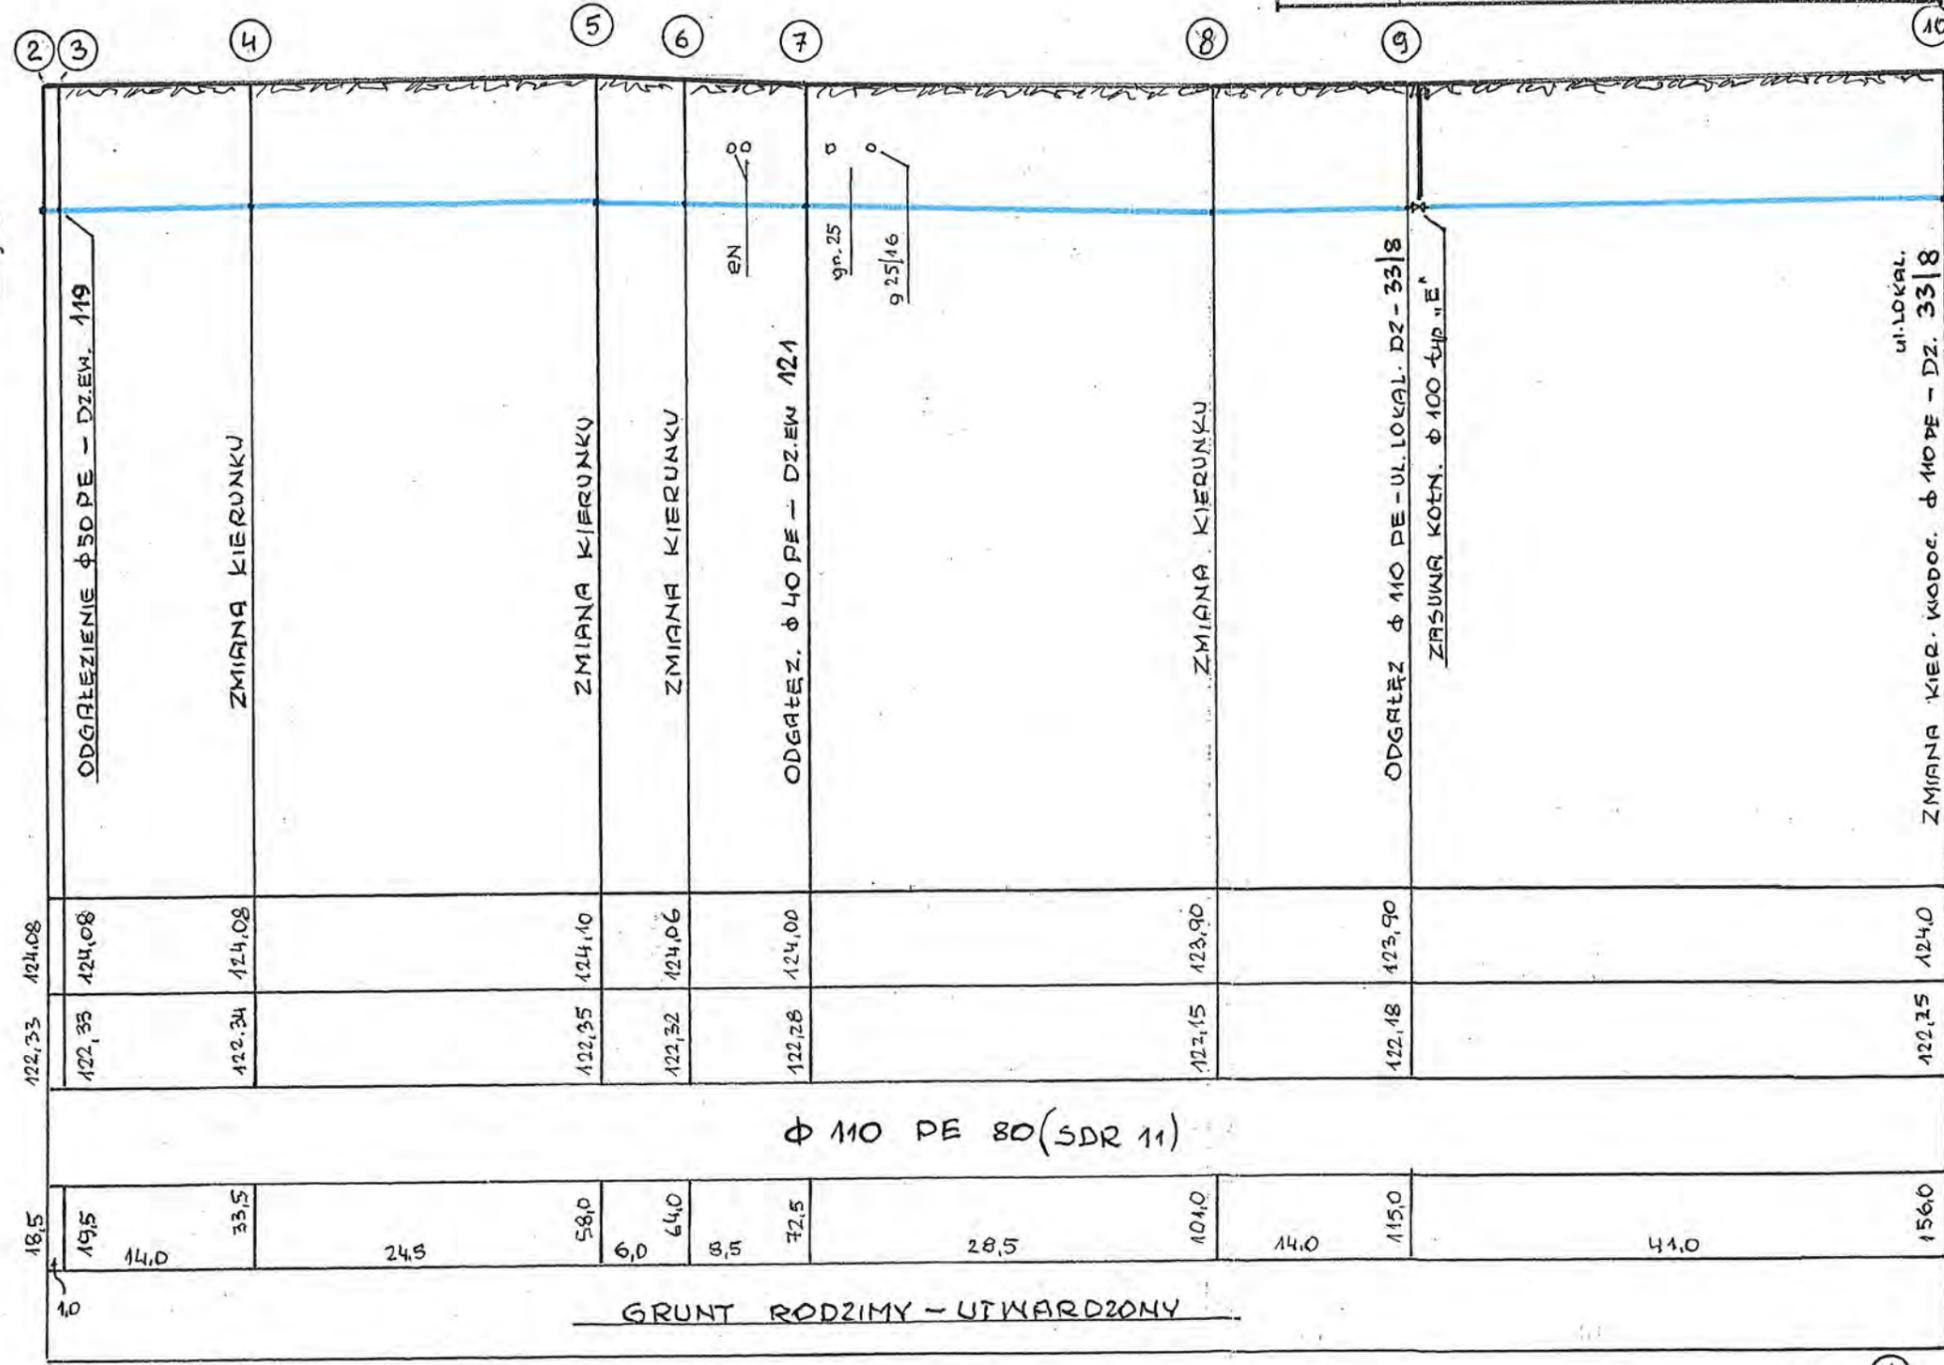 2 3 4 5 6 7 8 9 10
ODGAŁĘZIENIE ϕ50 PE - DZ.EW. 119
ZMIANA KIERUNKU
ZMIANA KIERUNKU
ZMIANA KIERUNKU
eN
ODGAŁĘZ. ϕ 40 PE - DZ.EW 121
gn.25
g 25/16
ZMIANA KIERUNKU
ODGAŁĘZ ϕ 110 PE - UL. LOKAL. DZ - 33/8
ZASUWA KOŁN. ϕ 100 typ "E"
ul. LOKAL.
ZMIANA KIER. WODOC. ϕ 110 PE - DZ. 33/8
124.08 124,08 124,08 124,10 124,06 124,00 123,90 123,90 124,0
122,33 122,33 122.34 122,35 122,32 122,28 122,15 122,18 122,25
ϕ 110 PE 80 (SDR 11)
18,5 19,5 33,5 58,0 64,0 72,5 101,0 115,0 156,0
1,0 14,0 24,5 6,0 8,5 28,5 14,0 41,0
GRUNT RODZIMY - UTWARDZONY